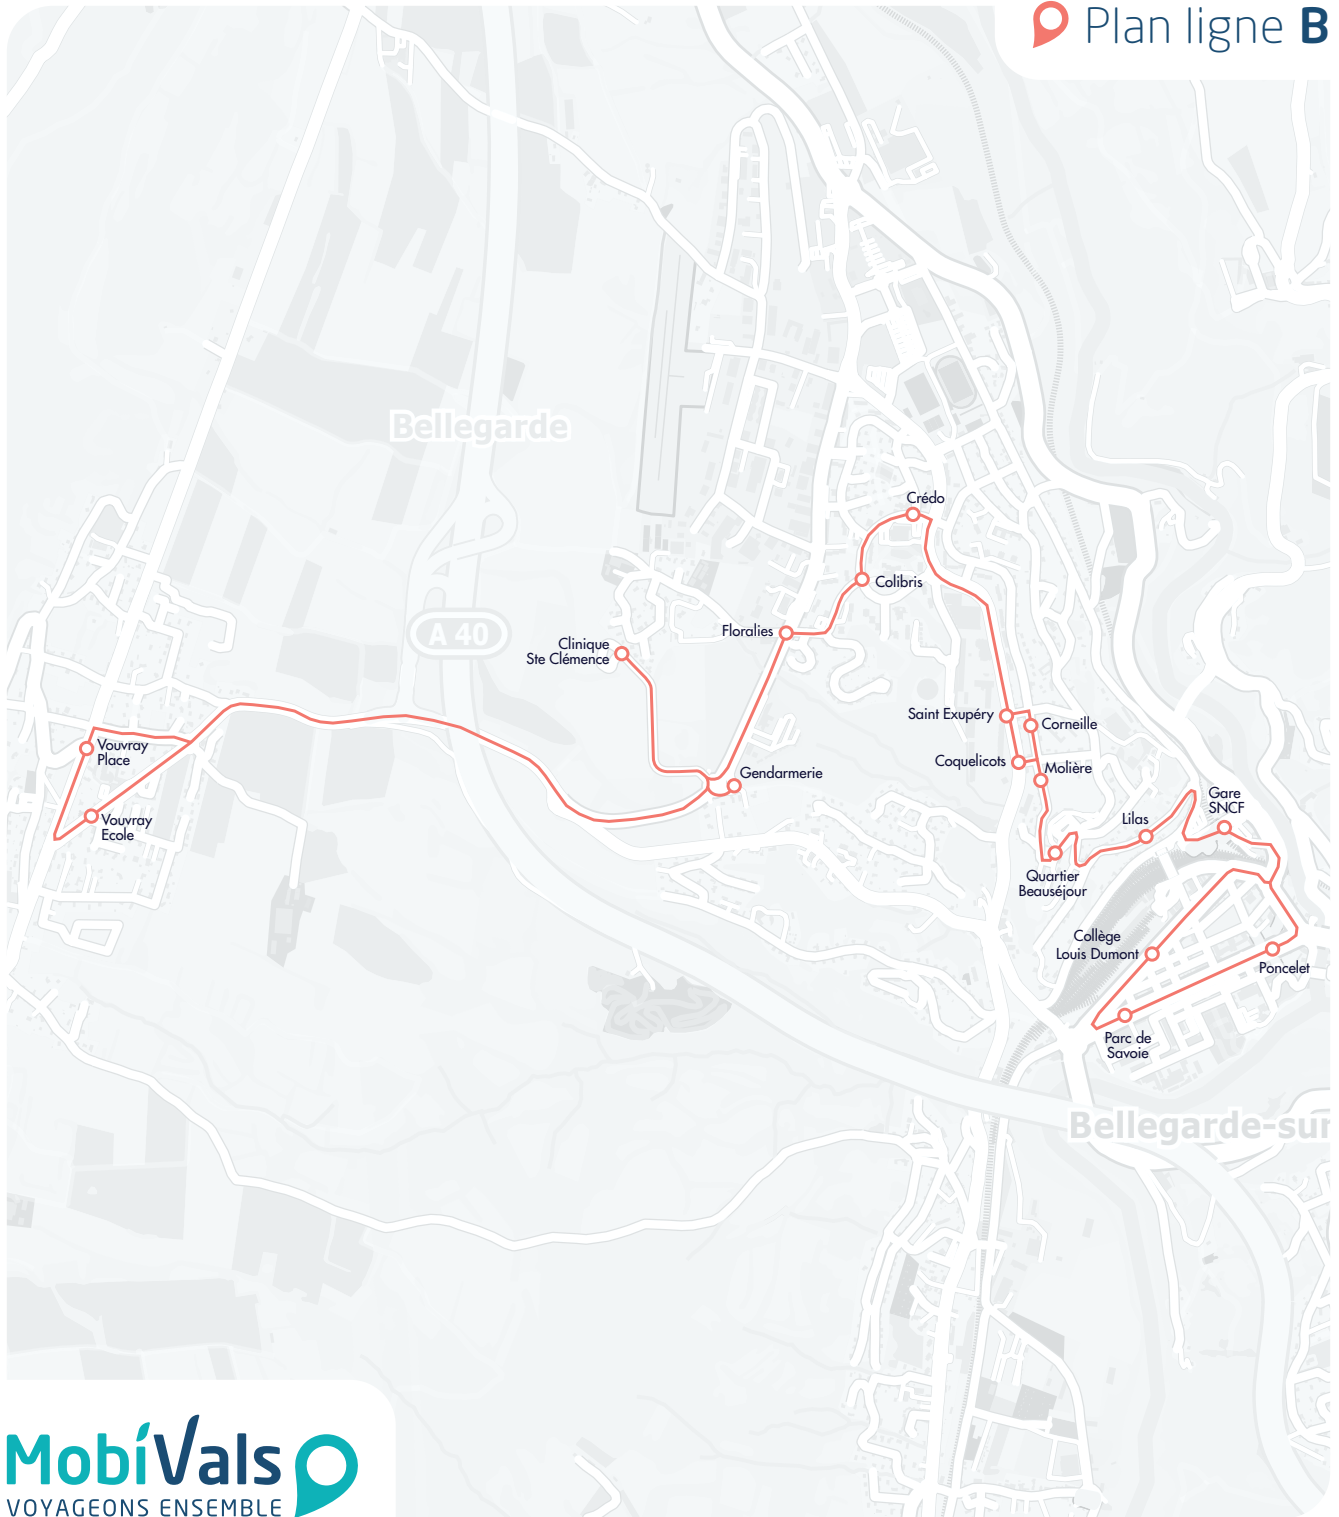 Plan ligne B
Bellegarde
Crédo
Colibris
A 40
Floralies
Clinique
Ste Clémence
Saint Exupéry
Corneille
Vouvray
Place
Coquelicots
Molière
Gendarmerie
Gare
SNCF
Vouvray
Ecole
Lilas
Quartier
Beauséjour
Collège
Louis Dumont
Poncelet
Parc de
Savoie
Bellegarde-sur
MobiVals
VOYAGEONS ENSEMBLE